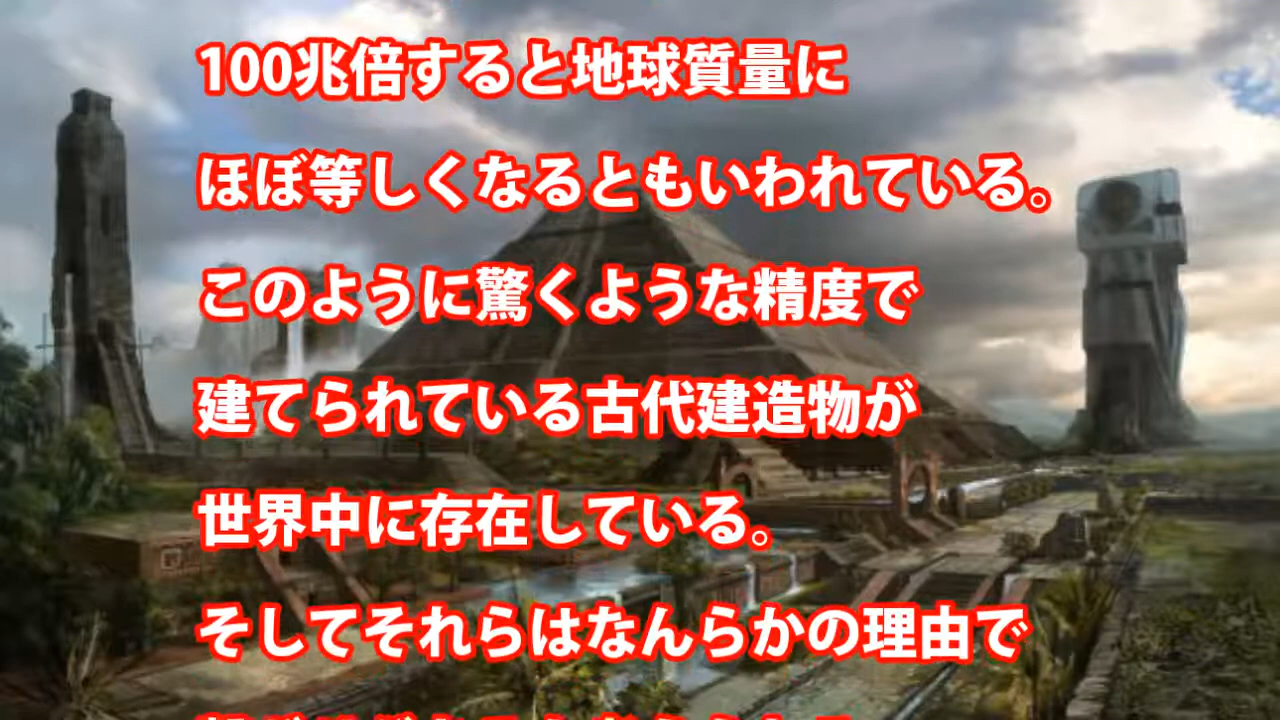 100兆倍すると地球質量に
ほぼ等しくなるともいわれている。
このように驚くような精度で
建てられている古代建造物が
世界中に存在している。
そしてそれらはなんらかの理由で